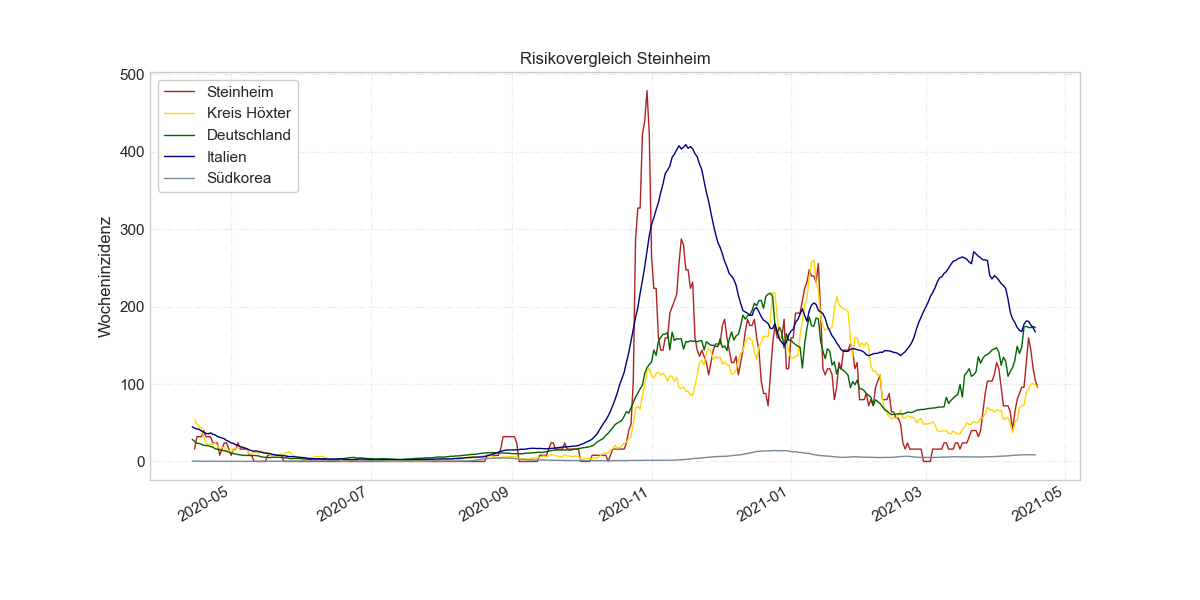 Risikovergleich Steinheim
Wocheninzidenz
500
400
300
200
100
0
Steinheim
Kreis Höxter
Deutschland
Italien
Südkorea
2020-05
2020-07
2020-09
2020-11
2021-01
2021-03
2021-05